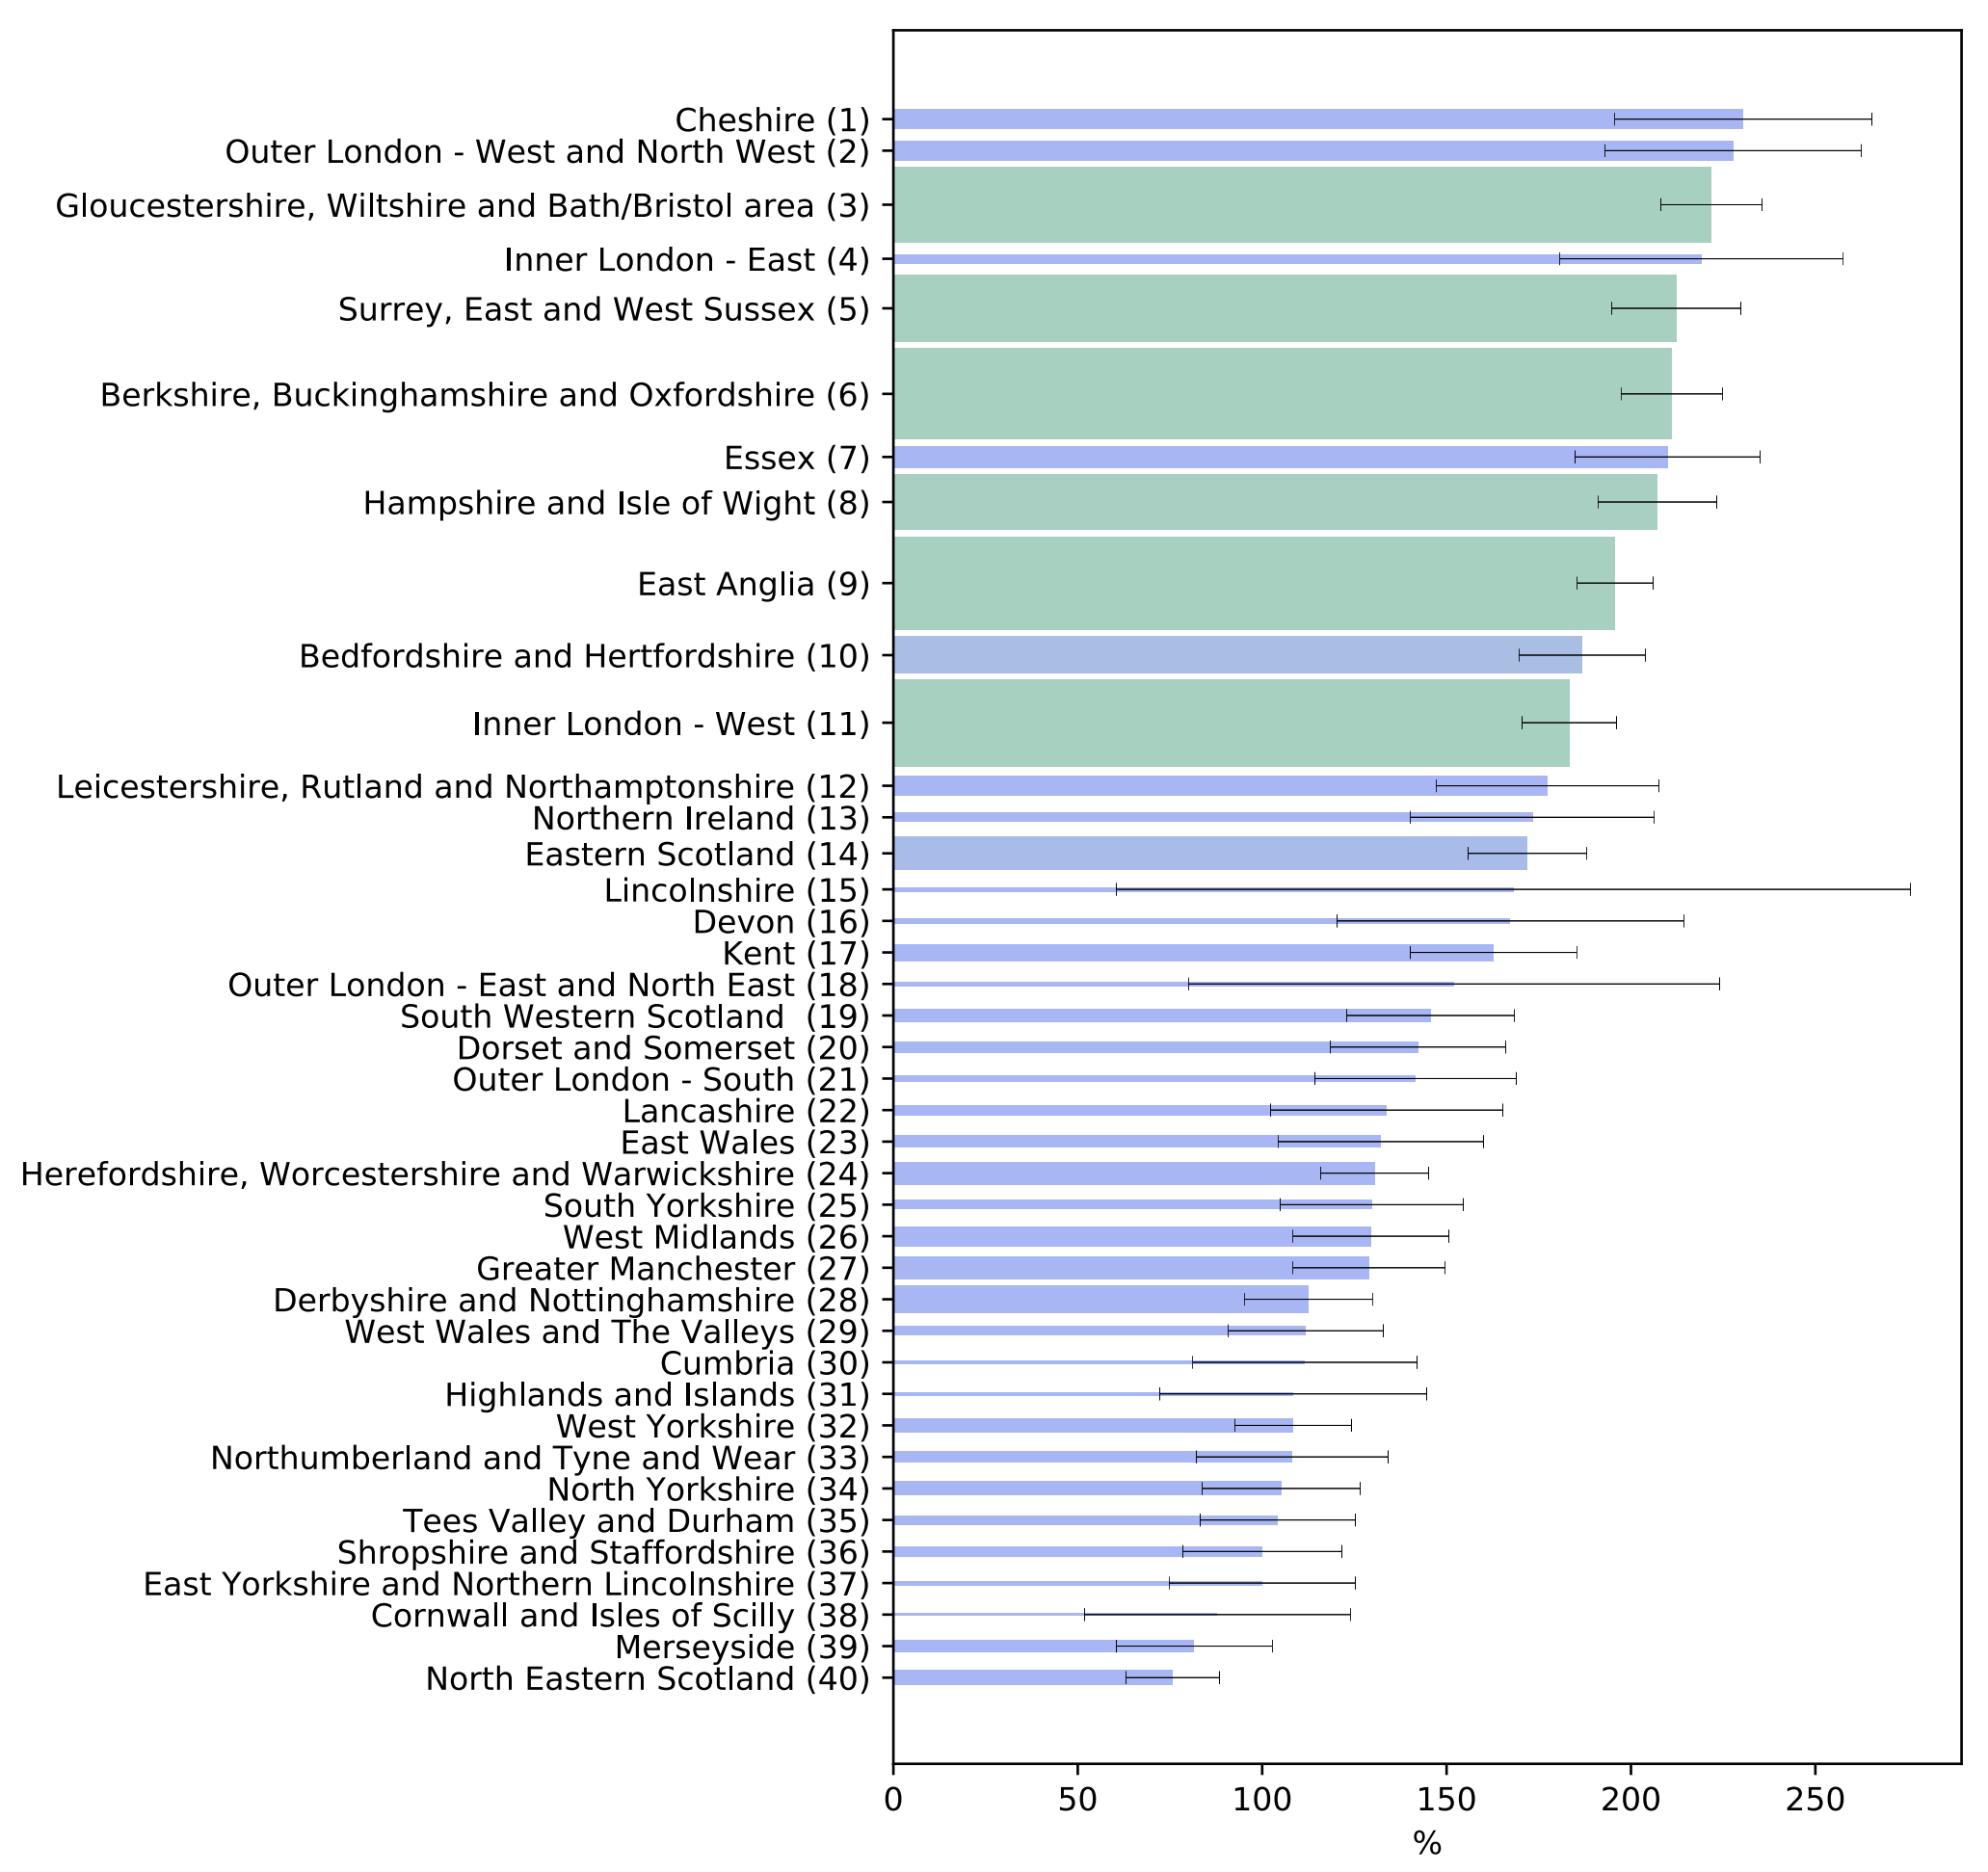 Cheshire (1)
Outer London - West and North West (2)
Gloucestershire, Wiltshire and Bath/Bristol area (3)
Inner London - East (4)
Surrey, East and West Sussex (5)
Berkshire, Buckinghamshire and Oxfordshire (6)
Essex (7)
Hampshire and Isle of Wight (8)
East Anglia (9)
Bedfordshire and Hertfordshire (10)
Inner London - West (11)
Leicestershire, Rutland and Northamptonshire (12)
Northern Ireland (13)
Eastern Scotland (14)
Lincolnshire (15)
Devon (16)
Kent (17)
Outer London - East and North East (18)
South Western Scotland  (19)
Dorset and Somerset (20)
Outer London - South (21)
Lancashire (22)
East Wales (23)
Herefordshire, Worcestershire and Warwickshire (24)
South Yorkshire (25)
West Midlands (26)
Greater Manchester (27)
Derbyshire and Nottinghamshire (28)
West Wales and The Valleys (29)
Cumbria (30)
Highlands and Islands (31)
West Yorkshire (32)
Northumberland and Tyne and Wear (33)
North Yorkshire (34)
Tees Valley and Durham (35)
Shropshire and Staffordshire (36)
East Yorkshire and Northern Lincolnshire (37)
Cornwall and Isles of Scilly (38)
Merseyside (39)
North Eastern Scotland (40)
0 50 100 150 200 250
%